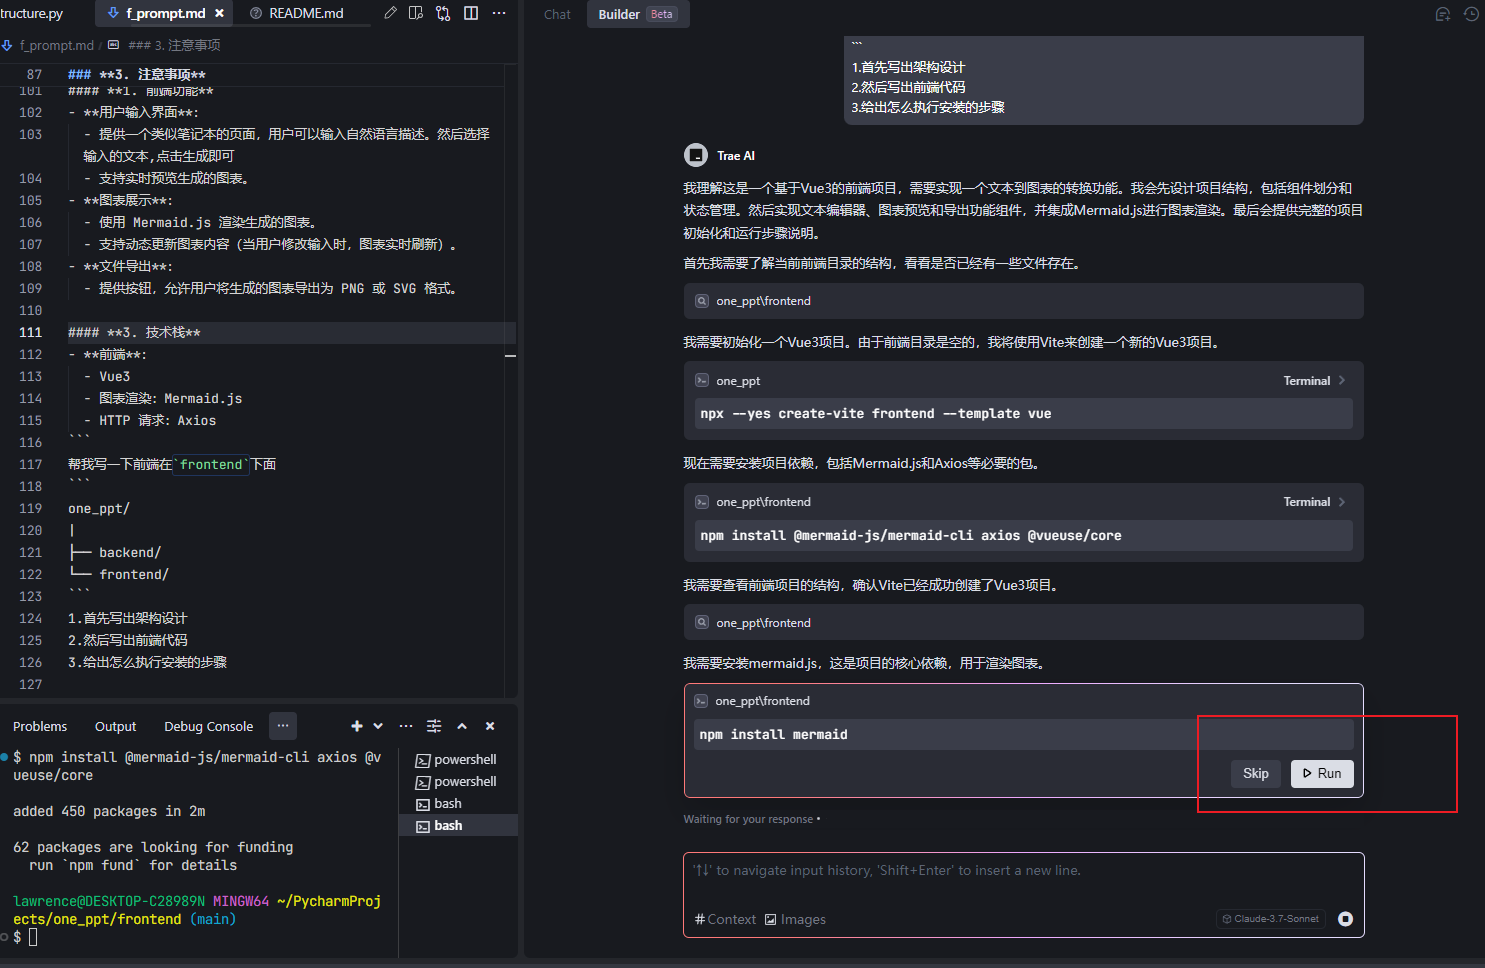 tructure.py
f_prompt.md
README.md
f_prompt.md
### 3. 注意事项
87 ### **3. 注意事项**
101 #### **1. 前端功能**
102 - **用户输入界面**:
103 - 提供一个类似笔记本的页面，用户可以输入自然语言描述。然后选择
输入的文本,点击生成即可
104 - 支持实时预览生成的图表。
105 - **图表展示**:
106 - 使用 Mermaid.js 渲染生成的图表。
107 - 支持动态更新图表内容（当用户修改输入时，图表实时刷新）。
108 - **文件导出**:
109 - 提供按钮，允许用户将生成的图表导出为 PNG 或 SVG 格式。
110
111 #### **3. 技术栈**
112 - **前端**:
113 - Vue3
114 - 图表渲染: Mermaid.js
115 - HTTP 请求: Axios
116 ```
117 帮我写一下前端在`frontend`下面
118 ```
119 one_ppt/
120 |
121 ├── backend/
122 └── frontend/
123 ```
124 1.首先写出架构设计
125 2.然后写出前端代码
126 3.给出怎么执行安装的步骤
127
Problems Output Debug Console
$ npm install @mermaid-js/mermaid-cli axios @v
ueuse/core
added 450 packages in 2m
62 packages are looking for funding
run `npm fund` for details
lawrence@DESKTOP-C28989N MINGW64 ~/PycharmProj
ects/one_ppt/frontend (main)
$
powershell
powershell
bash
bash
Chat
Builder Beta
```
1.首先写出架构设计
2.然后写出前端代码
3.给出怎么执行安装的步骤
Trae AI
我理解这是一个基于Vue3的前端项目，需要实现一个文本到图表的转换功能。我会先设计项目结构，包括组件划分和
状态管理。然后实现文本编辑器、图表预览和导出功能组件，并集成Mermaid.js进行图表渲染。最后会提供完整的项目
初始化和运行步骤说明。
首先我需要了解当前前端目录的结构，看看是否已经有一些文件存在。
one_ppt\frontend
我需要初始化一个Vue3项目。由于前端目录是空的，我将使用Vite来创建一个新的Vue3项目。
one_ppt Terminal
npx --yes create-vite frontend --template vue
现在需要安装项目依赖，包括Mermaid.js和Axios等必要的包。
one_ppt\frontend Terminal
npm install @mermaid-js/mermaid-cli axios @vueuse/core
我需要查看前端项目的结构，确认Vite已经成功创建了Vue3项目。
one_ppt\frontend
我需要安装mermaid.js，这是项目的核心依赖，用于渲染图表。
one_ppt\frontend
npm install mermaid
Skip Run
Waiting for your response •
'↑↓' to navigate input history, 'Shift+Enter' to insert a new line.
# Context Images
Claude-3.7-Sonnet